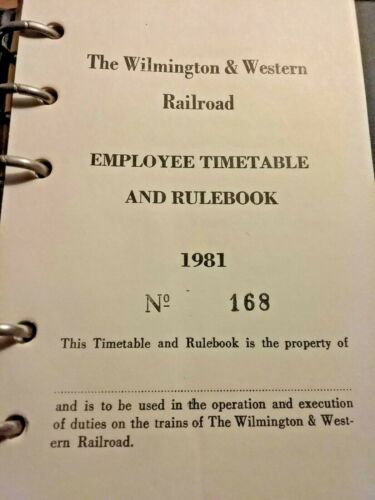 The Wilmington & Western
Railroad
EMPLOYEE TIMETABLE
AND RULEBOOK
1981
Nº 168
This Timetable and Rulebook is the property of
and is to be used in the operation and execution
of duties on the trains of The Wilmington & West-
ern Railroad.